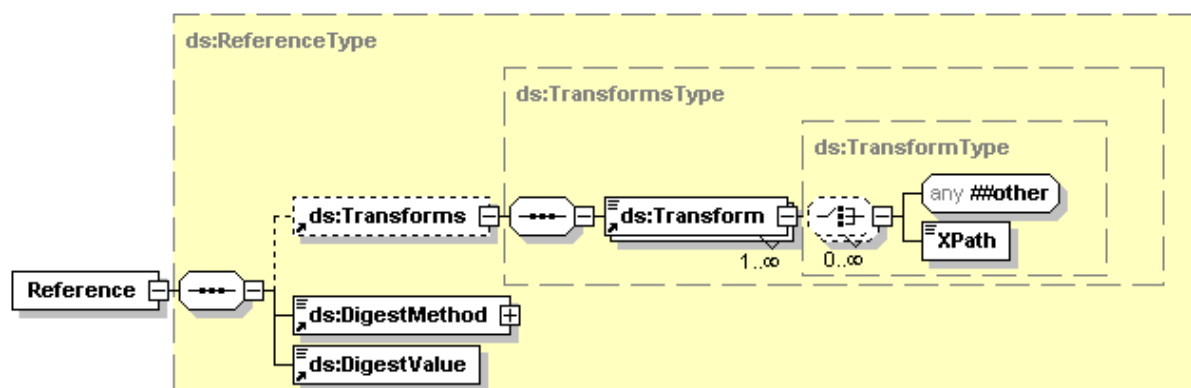 ds:ReferenceType
ds:TransformsType
ds:TransformType
any ##other
ds:Transforms
ds:Transform
XPath
1..∞
0..∞
Reference
ds:DigestMethod
ds:DigestValue